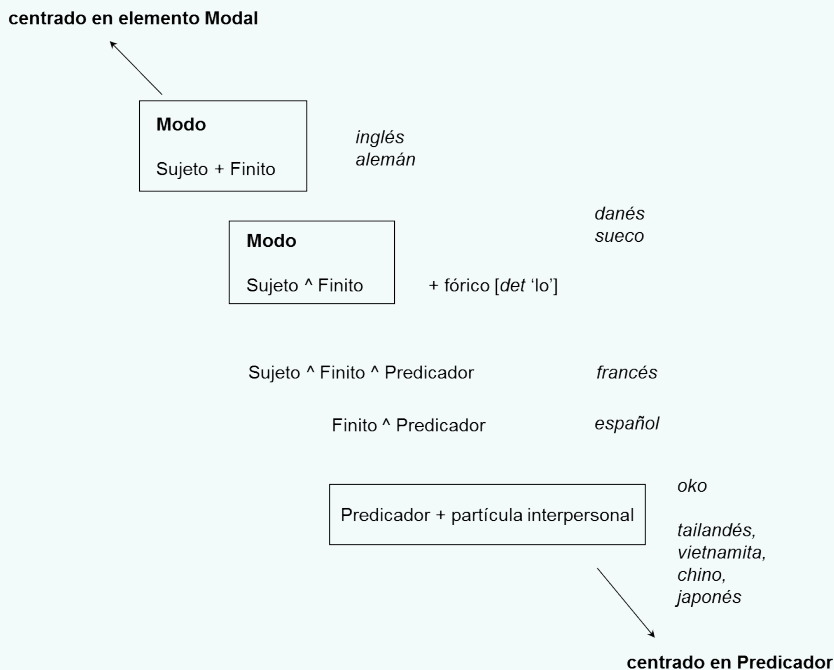 centrado en elemento Modal
Modo
Sujeto + Finito
inglés
alemán
danés
sueco
Modo
Sujeto ^ Finito
+ fórico [det ‘lo’]
Sujeto ^ Finito ^ Predicador
francés
Finito ^ Predicador
español
oko
Predicador + partícula interpersonal
tailandés,
vietnamita,
chino,
japonés
centrado en Predicador